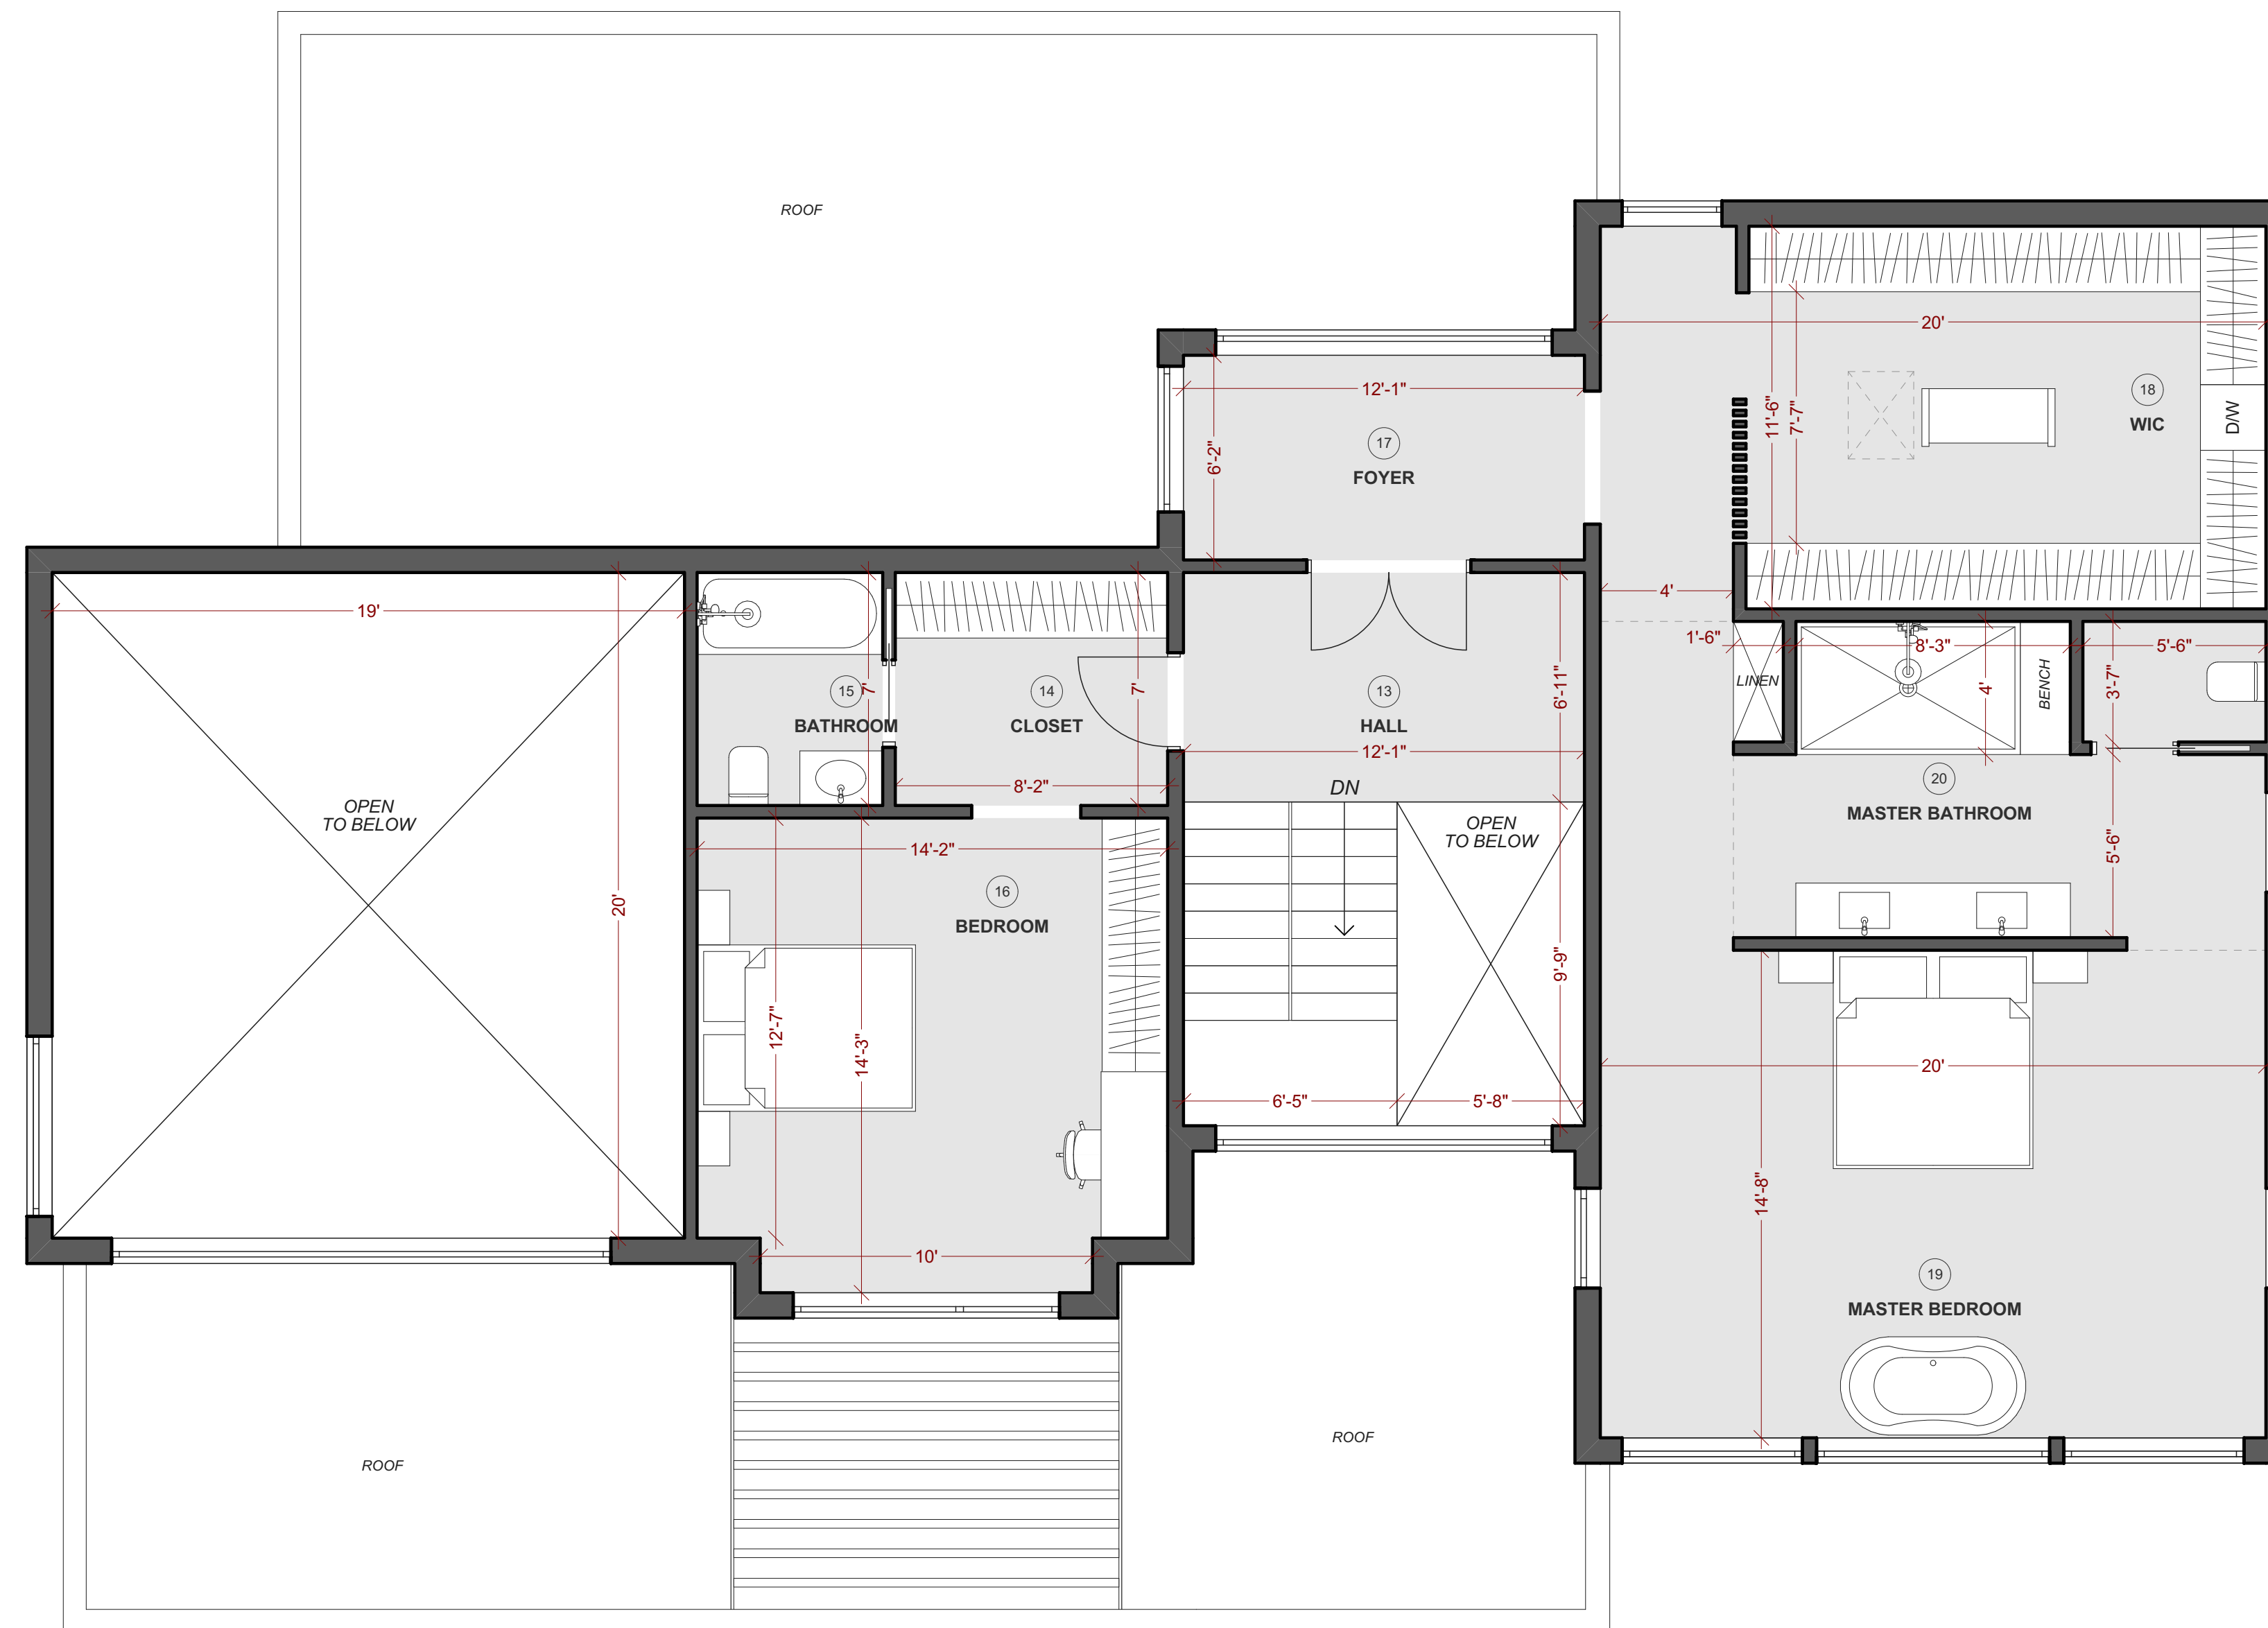 ROOF
20'
12'-1"
11'-6"
7'-7"
18
WIC
D/W
6'-2"
17
FOYER
19'
4'
1'-6"
8'-3"
5'-6"
LINEN
4'
BENCH
3'-7"
15
7'
BATHROOM
14
CLOSET
7'
13
HALL
6'-11"
12'-1"
8'-2"
DN
20
MASTER BATHROOM
OPEN
TO BELOW
OPEN
TO BELOW
5'-6"
14'-2"
16
BEDROOM
20'
9'-9"
12'-7"
14'-3"
20'
6'-5"
5'-8"
14'-8"
10'
19
MASTER BEDROOM
ROOF
ROOF